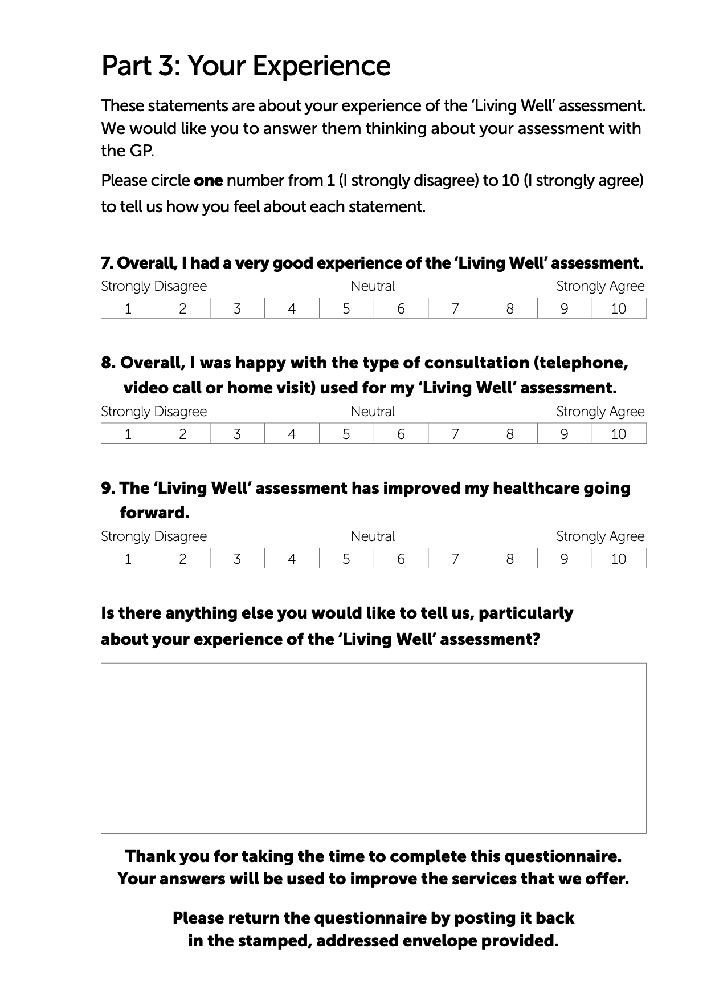 Part 3: Your Experience
These statements are about your experience of the ‘Living Well’ assessment.
We would like you to answer them thinking about your assessment with
the GP.
Please circle one number from 1 (I strongly disagree) to 10 (I strongly agree)
to tell us how you feel about each statement.
7. Overall, I had a very good experience of the ‘Living Well’ assessment.
Strongly Disagree Neutral Strongly Agree
1 2 3 4 5 6 7 8 9 10
8. Overall, I was happy with the type of consultation (telephone,
video call or home visit) used for my ‘Living Well’ assessment.
Strongly Disagree Neutral Strongly Agree
1 2 3 4 5 6 7 8 9 10
9. The ‘Living Well’ assessment has improved my healthcare going
forward.
Strongly Disagree Neutral Strongly Agree
1 2 3 4 5 6 7 8 9 10
Is there anything else you would like to tell us, particularly
about your experience of the ‘Living Well’ assessment?
Thank you for taking the time to complete this questionnaire.
Your answers will be used to improve the services that we offer.
Please return the questionnaire by posting it back
in the stamped, addressed envelope provided.